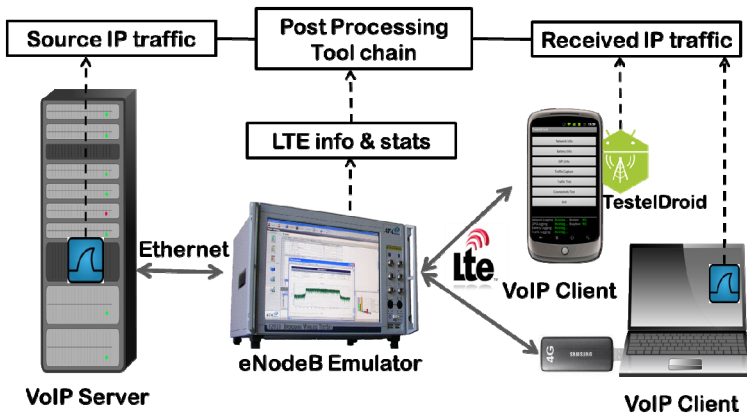 Source IP traffic
Post Processing
Tool chain
Received IP traffic
LTE info & stats
TestelDroid
Ethernet
Lte
VoIP Client
eNodeB Emulator
4G
SAMSUNG
VoIP Server
VoIP Client